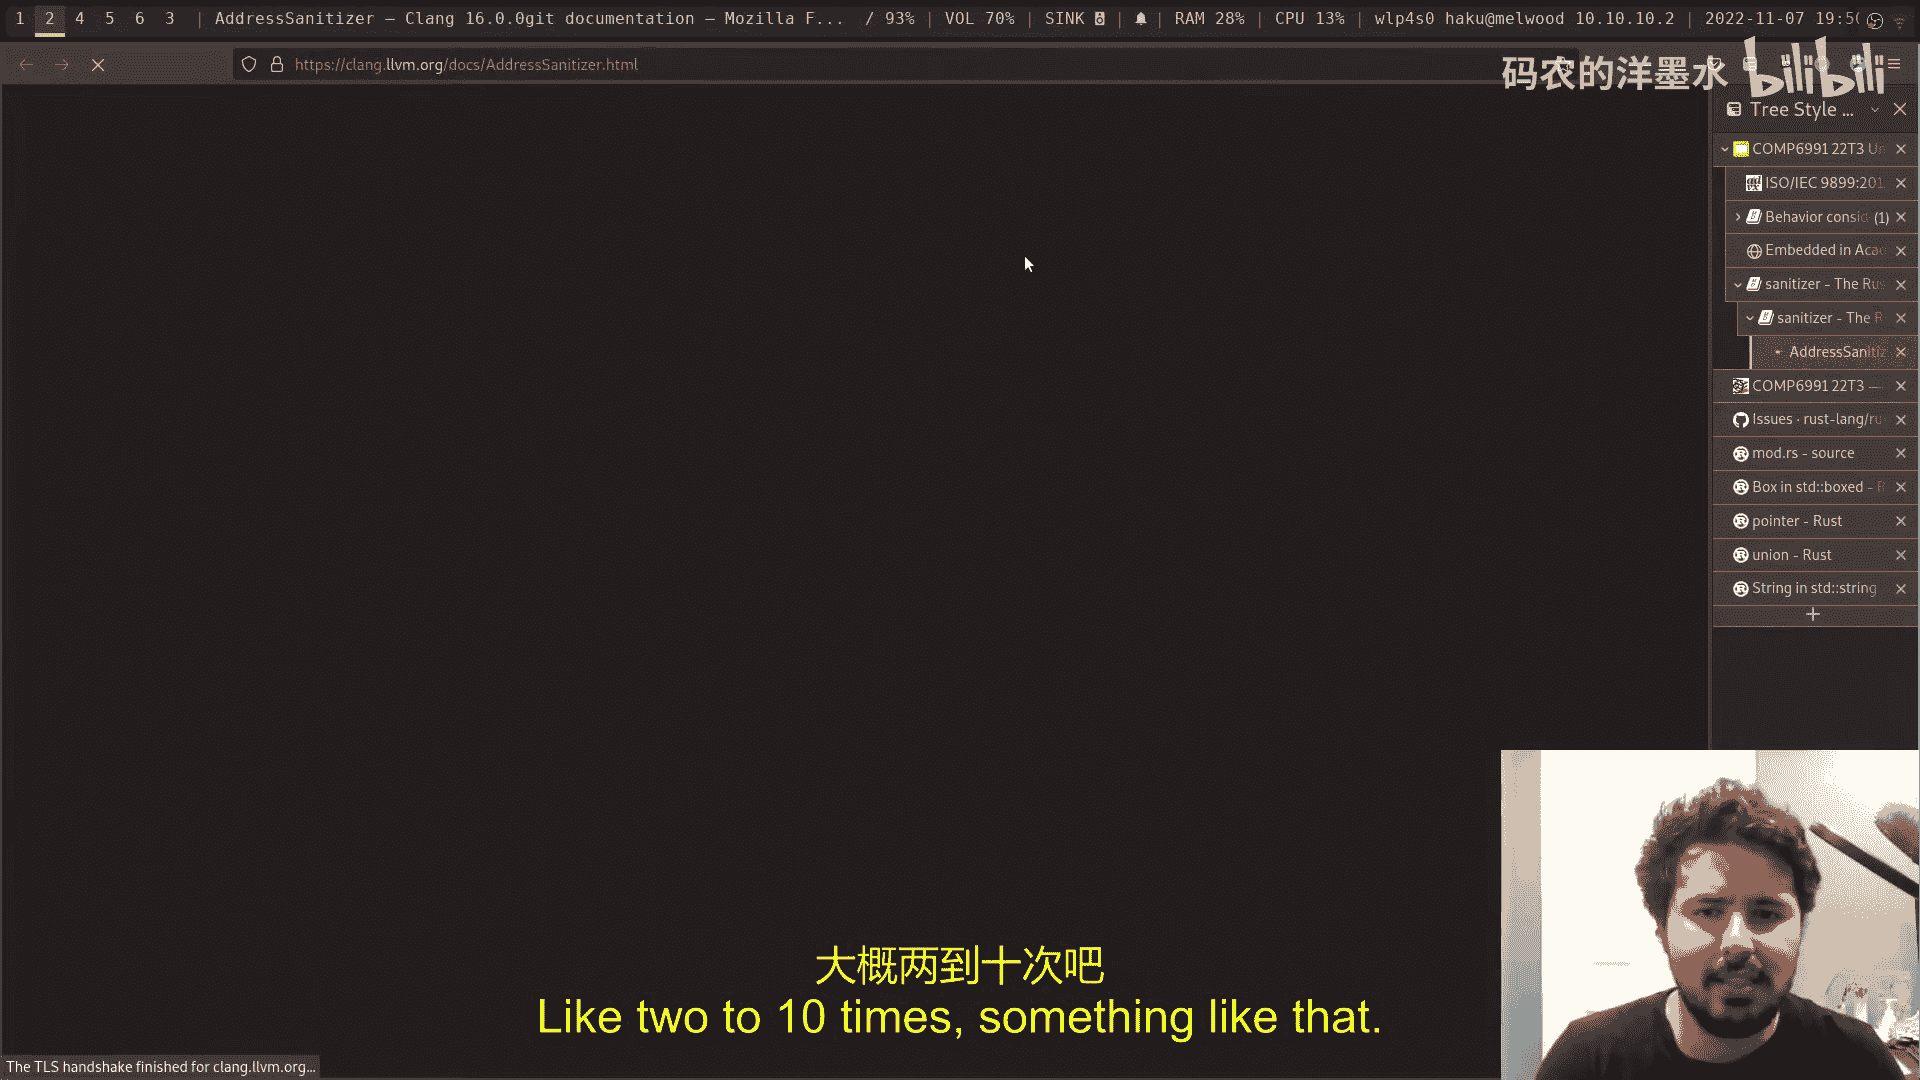 1 2 4 5 6 3 | AddressSanitizer — Clang 16.0.0git documentation — Mozilla F... / 93% | VOL 70% | SINK | | RAM 28% | CPU 13% | wlp4s0 haku@melwood 10.10.10.2 | 2022-11-07 19:50
https://clang.llvm.org/docs/AddressSanitizer.html
码农的洋墨水 bilibili
Tree Style ...
COMP6991 22T3 Un
ISO/IEC 9899:201
Behavior consid (1)
Embedded in Aca
sanitizer - The Rus
sanitizer - The R
AddressSanitiz
COMP6991 22T3 —
Issues · rust-lang/ru
mod.rs - source
Box in std::boxed - R
pointer - Rust
union - Rust
String in std::string
大概两到十次吧
Like two to 10 times, something like that.
The TLS handshake finished for clang.llvm.org...